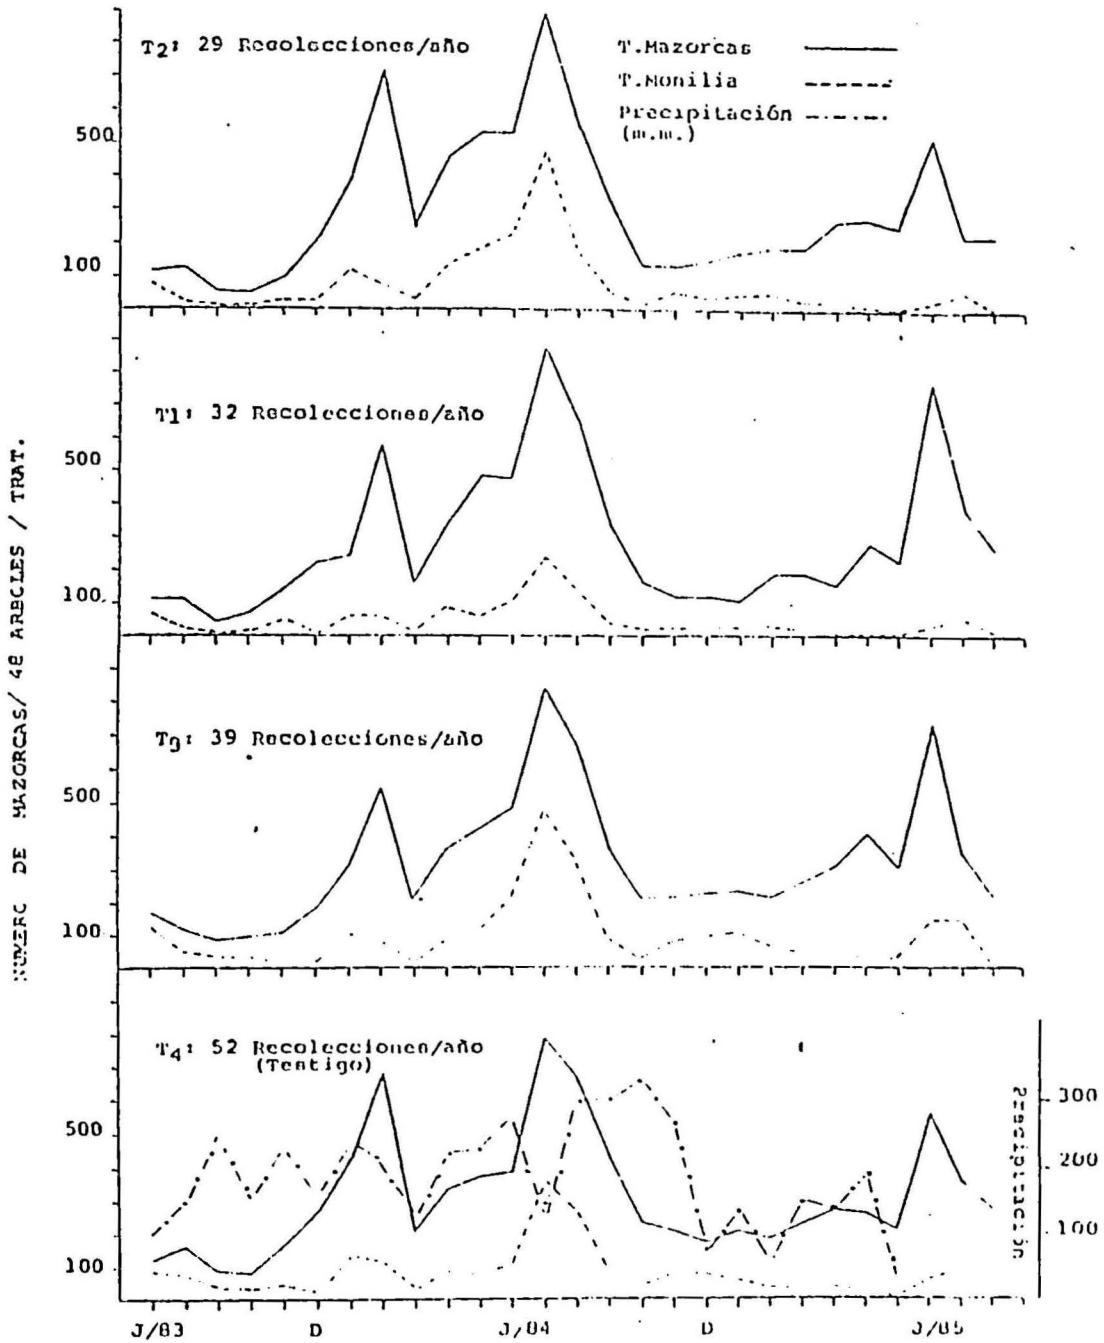 T2: 29 Recolecciones/año
T.Mazorcas
T.Monilia
Precipitación
(m.m.)
500
100
T1: 32 Recolecciones/año
500
100
T3: 39 Recolecciones/año
500
100
T4: 52 Recolecciones/año
(Testigo)
500
100
300
200
100
Precipitación
NUMERO DE MAZORCAS/ 48 ARBOLES / TRAT.
J/83 D J/84 D J/85